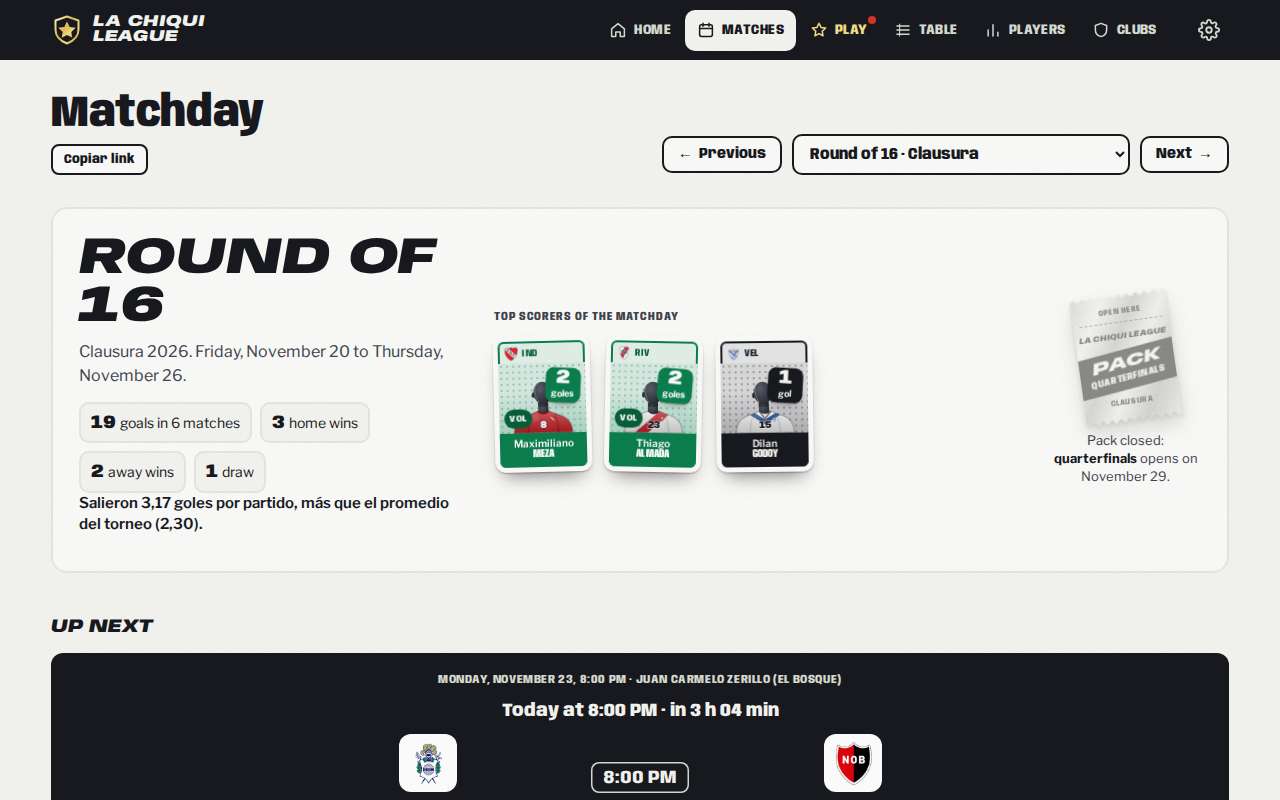 LA CHIQUI
LEAGUE
HOME
MATCHES
PLAY
TABLE
PLAYERS
CLUBS
Matchday
Copiar link
← Previous
Round of 16 · Clausura
Next →
ROUND OF
16
Clausura 2026. Friday, November 20 to Thursday,
November 26.
19 goals in 6 matches
3 home wins
2 away wins
1 draw
Salieron 3,17 goles por partido, más que el promedio
del torneo (2,30).
TOP SCORERS OF THE MATCHDAY
IND
2
goles
VOL
8
Maximiliano
MEZA
RIV
2
goles
VOL
23
Thiago
ALMADA
VEL
1
gol
15
Dilan
GODOY
OPEN HERE
LA CHIQUI LEAGUE
PACK
QUARTERFINALS
CLAUSURA
Pack closed:
quarterfinals opens on
November 29.
UP NEXT
MONDAY, NOVEMBER 23, 8:00 PM · JUAN CARMELO ZERILLO (EL BOSQUE)
Today at 8:00 PM · in 3 h 04 min
8:00 PM
NOB